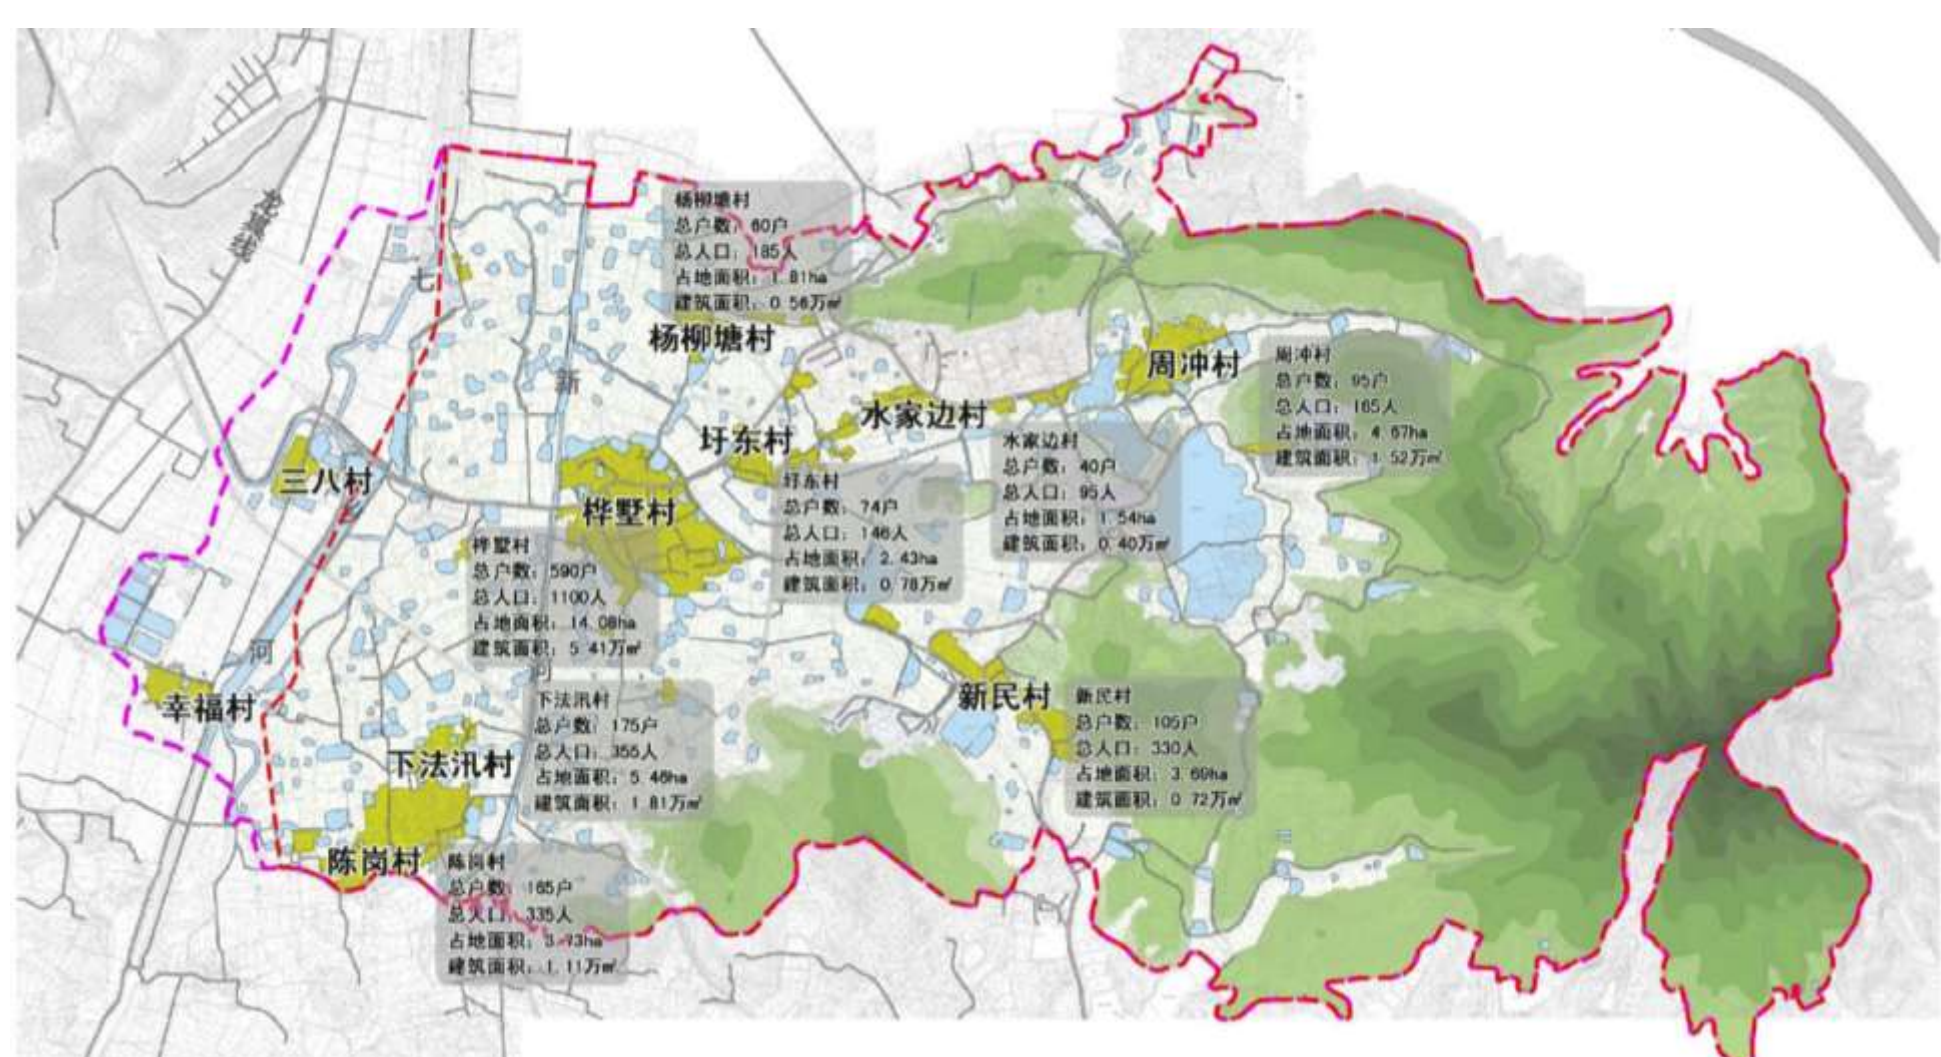 龙铜线
七
新
河
河
杨柳塘村
总户数：60户
总人口：185人
占地面积：1.81ha
建筑面积：0.56万㎡
杨柳塘村
周冲村
周冲村
总户数：95户
总人口：165人
占地面积：4.67ha
建筑面积：1.52万㎡
水家边村
水家边村
总户数：40户
总人口：95人
占地面积：1.54ha
建筑面积：0.40万㎡
圩东村
圩东村
总户数：74户
总人口：146人
占地面积：2.43ha
建筑面积：0.78万㎡
三八村
桦墅村
桦墅村
总户数：590户
总人口：1100人
占地面积：14.08ha
建筑面积：5.41万㎡
幸福村
新民村
新民村
总户数：105户
总人口：330人
占地面积：3.69ha
建筑面积：0.72万㎡
下法汛村
下法汛村
总户数：175户
总人口：355人
占地面积：5.46ha
建筑面积：1.81万㎡
陈岗村
陈岗村
总户数：165户
总人口：335人
占地面积：3.73ha
建筑面积：1.11万㎡